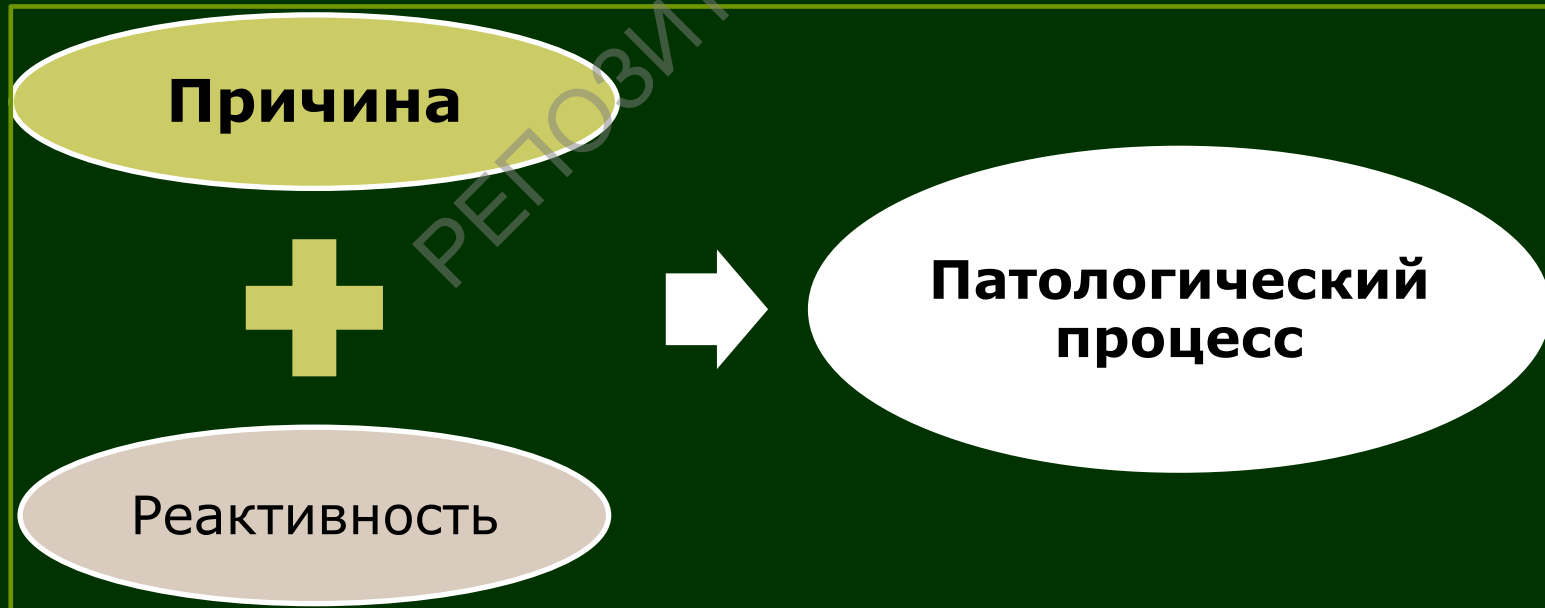 Причина
Реактивность
Патологический
процесс